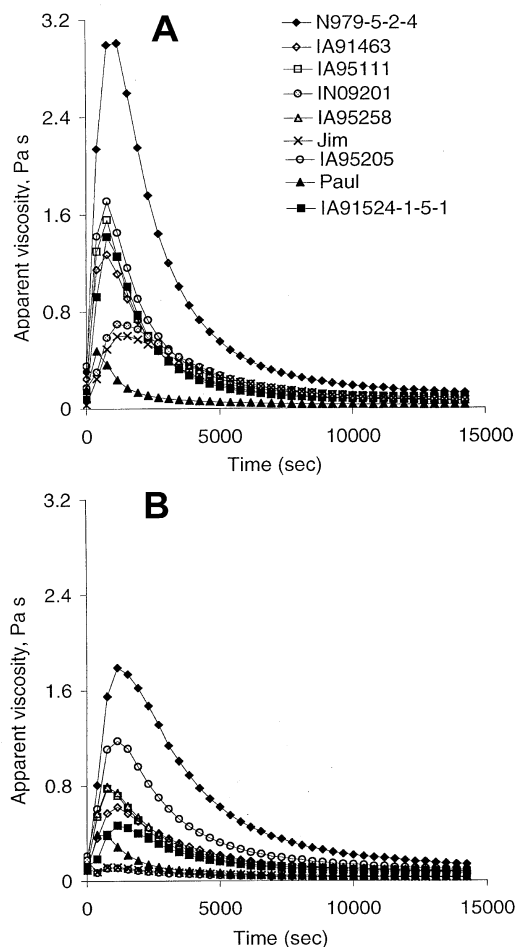 A
3.2
2.4
1.6
0.8
0
Apparent viscosity, Pa s
N979-5-2-4
IA91463
IA95111
IN09201
IA95258
Jim
IA95205
Paul
IA91524-1-5-1
0
5000
10000
15000
Time (sec)
B
3.2
2.4
1.6
0.8
0
Apparent viscosity, Pa s
0
5000
10000
15000
Time (sec)